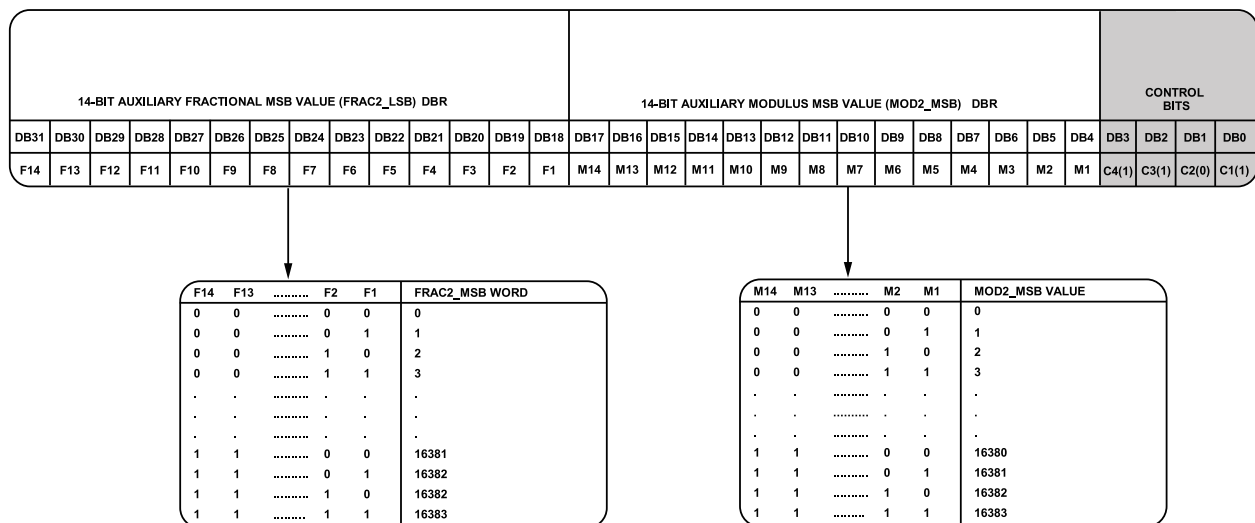 14-BIT AUXILIARY FRACTIONAL MSB VALUE (FRAC2_LSB) DBR
14-BIT AUXILIARY MODULUS MSB VALUE (MOD2_MSB) DBR
CONTROL
BITS
DB31 DB30 DB29 DB28 DB27 DB26 DB25 DB24 DB23 DB22 DB21 DB20 DB19 DB18 DB17 DB16 DB15 DB14 DB13 DB12 DB11 DB10 DB9 DB8 DB7 DB6 DB5 DB4 DB3 DB2 DB1 DB0
F14 F13 F12 F11 F10 F9 F8 F7 F6 F5 F4 F3 F2 F1 M14 M13 M12 M11 M10 M9 M8 M7 M6 M5 M4 M3 M2 M1 C4(1) C3(1) C2(0) C1(1)
F14 F13 .......... F2 F1 FRAC2_MSB WORD
0 0 .......... 0 0 0
0 0 .......... 0 1 1
0 0 .......... 1 0 2
0 0 .......... 1 1 3
. . .......... . . .
. . .......... . . .
. . .......... . . .
1 1 .......... 0 0 16381
1 1 .......... 0 1 16382
1 1 .......... 1 0 16382
1 1 .......... 1 1 16383
M14 M13 .......... M2 M1 MOD2_MSB VALUE
0 0 .......... 0 0 0
0 0 .......... 0 1 1
0 0 .......... 1 0 2
0 0 .......... 1 1 3
. . .......... . . .
. . .......... . . .
. . .......... . . .
1 1 .......... 0 0 16380
1 1 .......... 0 1 16381
1 1 .......... 1 0 16382
1 1 .......... 1 1 16383